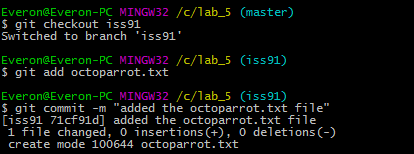 Everon@Everon-PC MINGW32 /c/lab_5 (master)
$ git checkout iss91
Switched to branch 'iss91'
Everon@Everon-PC MINGW32 /c/lab_5 (iss91)
$ git add octoparrot.txt
Everon@Everon-PC MINGW32 /c/lab_5 (iss91)
$ git commit -m "added the octoparrot.txt file"
[iss91 71cf91d] added the octoparrot.txt file
1 file changed, 0 insertions(+), 0 deletions(-)
create mode 100644 octoparrot.txt